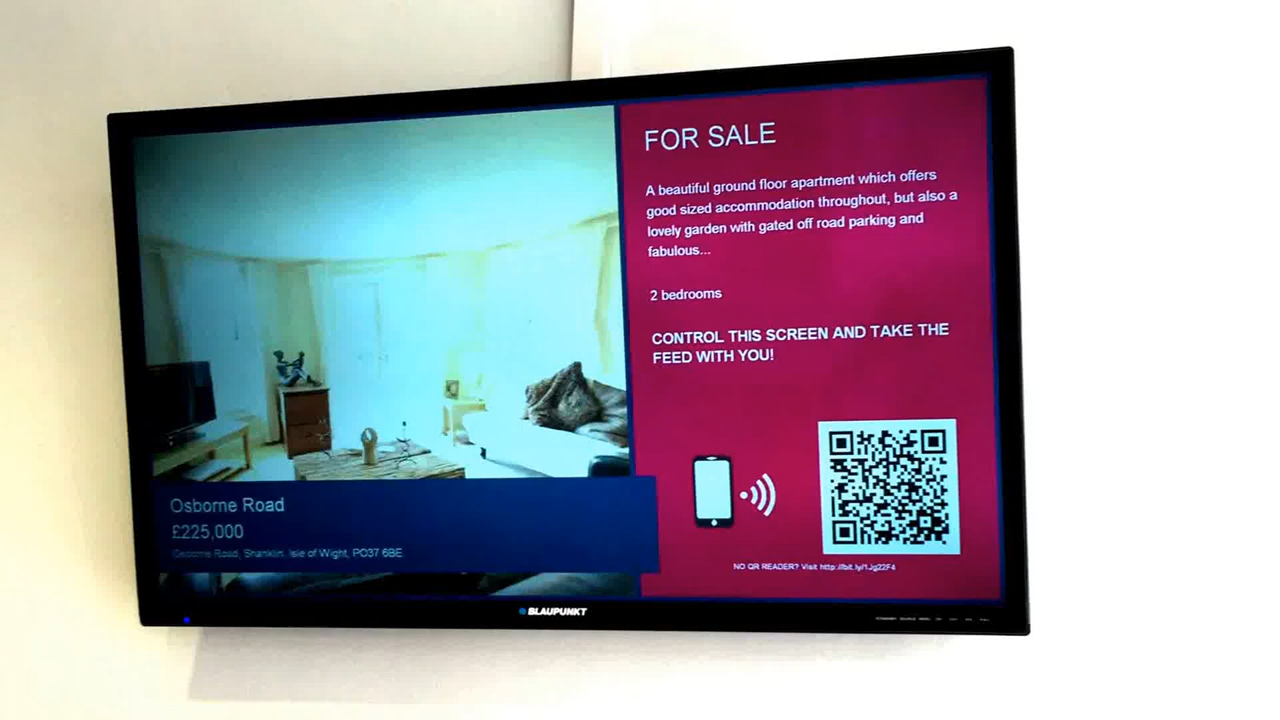 FOR SALE
A beautiful ground floor apartment which offers
good sized accommodation throughout, but also a
lovely garden with gated off road parking and
fabulous...
2 bedrooms
CONTROL THIS SCREEN AND TAKE THE
FEED WITH YOU!
Osborne Road
£225,000
Osborne Road, Shanklin, Isle of Wight, PO37 6BE
NO QR READER? Visit http://bit.ly/1Jg22F4
BLAUPUNKT